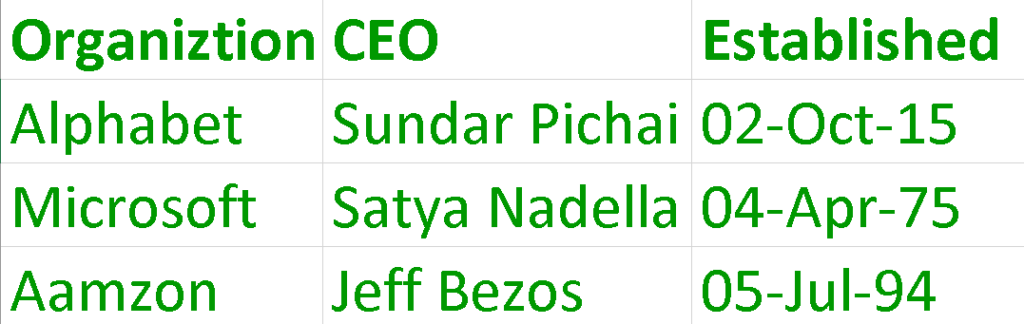 Organiztion CEO Established
Alphabet Sundar Pichai 02-Oct-15
Microsoft Satya Nadella 04-Apr-75
Aamzon Jeff Bezos 05-Jul-94